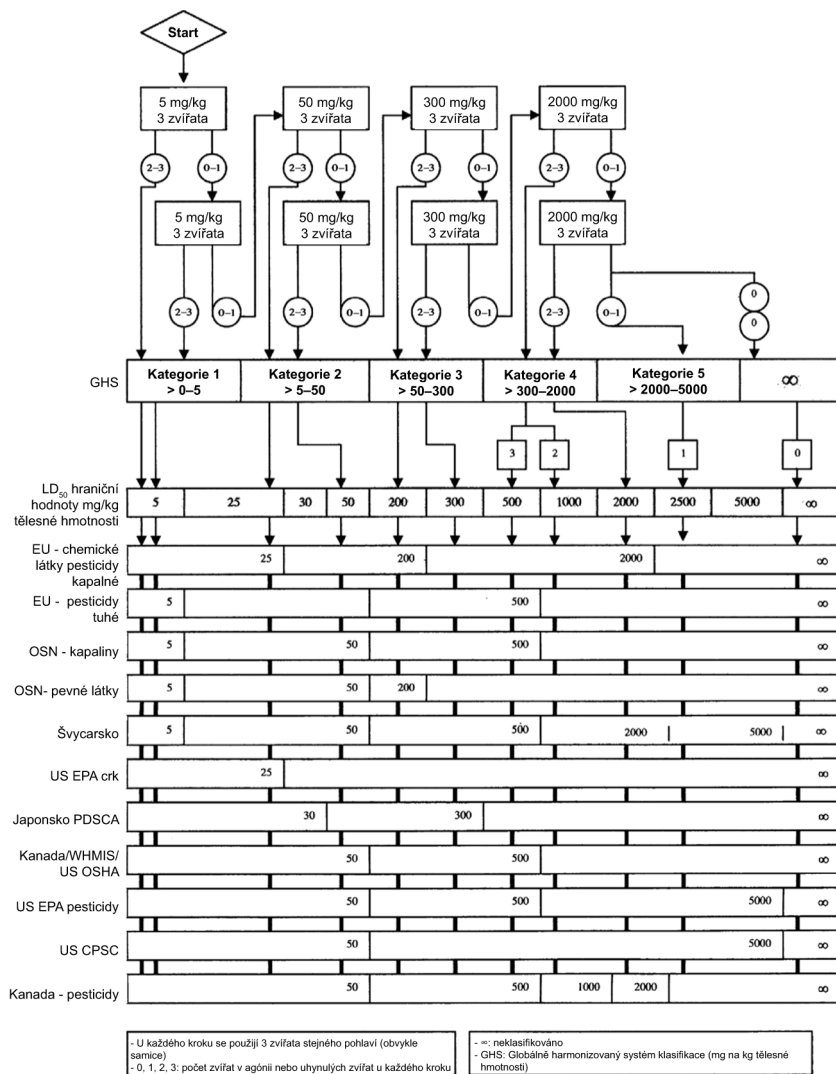 Start
5 mg/kg
3 zvířata
50 mg/kg
3 zvířata
300 mg/kg
3 zvířata
2000 mg/kg
3 zvířata
2–3
0–1
2–3
0–1
2–3
0–1
2–3
0–1
5 mg/kg
3 zvířata
50 mg/kg
3 zvířata
300 mg/kg
3 zvířata
2000 mg/kg
3 zvířata
2–3
0–1
2–3
0–1
2–3
0–1
2–3
0–1
0
0
GHS
Kategorie 1
> 0–5
Kategorie 2
> 5–50
Kategorie 3
> 50–300
Kategorie 4
> 300–2000
Kategorie 5
> 2000–5000
∞
3
2
1
0
LD50 hraniční
hodnoty mg/kg
tělesné hmotnosti
5
25
30
50
200
300
500
1000
2000
2500
5000
∞
EU - chemické
látky pesticidy
kapalné
25
200
2000
∞
EU - pesticidy
tuhé
5
500
∞
OSN - kapaliny
5
50
500
∞
OSN- pevné látky
5
50
200
∞
Švycarsko
5
50
500
2000
5000
∞
US EPA crk
25
∞
Japonsko PDSCA
30
300
∞
Kanada/WHMIS/
US OSHA
50
500
∞
US EPA pesticidy
50
500
5000
∞
US CPSC
50
5000
∞
Kanada - pesticidy
50
500
1000
2000
∞
- U každého kroku se použijí 3 zvířata stejného pohlaví (obvykle
samice)
- 0, 1, 2, 3: počet zvířat v agónii nebo uhynulých zvířat u každého kroku
- ∞: neklasifikováno
- GHS: Globálně harmonizovaný systém klasifikace (mg na kg tělesné
hmotnosti)